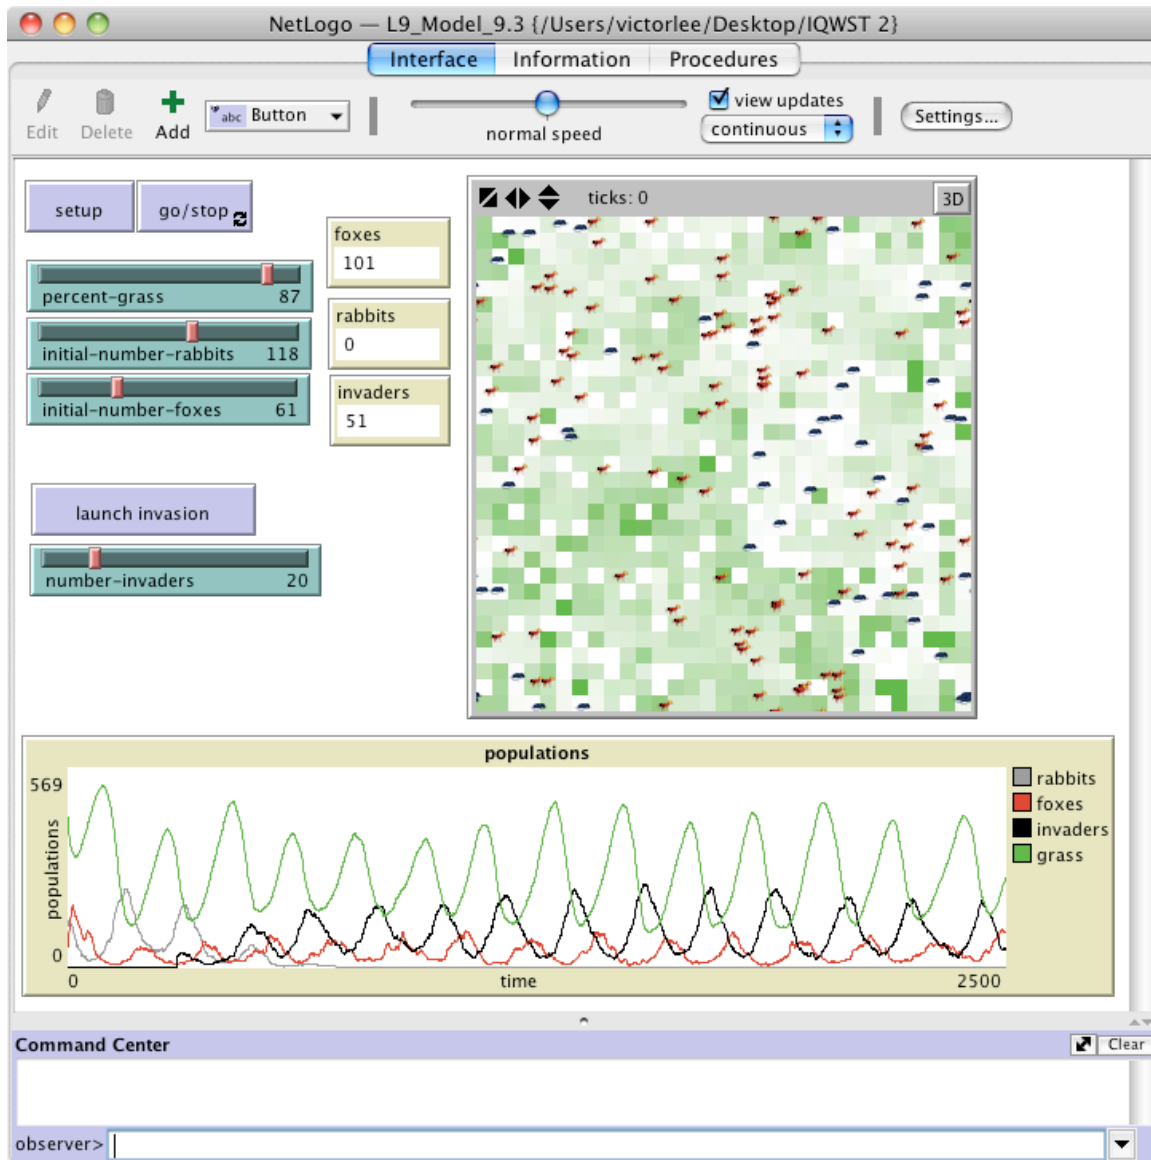 NetLogo — L9_Model_9.3 {/Users/victorlee/Desktop/IQWST 2}
Interface Information Procedures
Edit Delete Add abc Button normal speed view updates continuous Settings...
setup go/stop ticks: 0 3D
foxes
101
percent-grass 87
rabbits
0
initial-number-rabbits 118
invaders
51
initial-number-foxes 61
launch invasion
number-invaders 20
populations
569
populations
0
0 time 2500
rabbits
foxes
invaders
grass
Command Center Clear
observer>